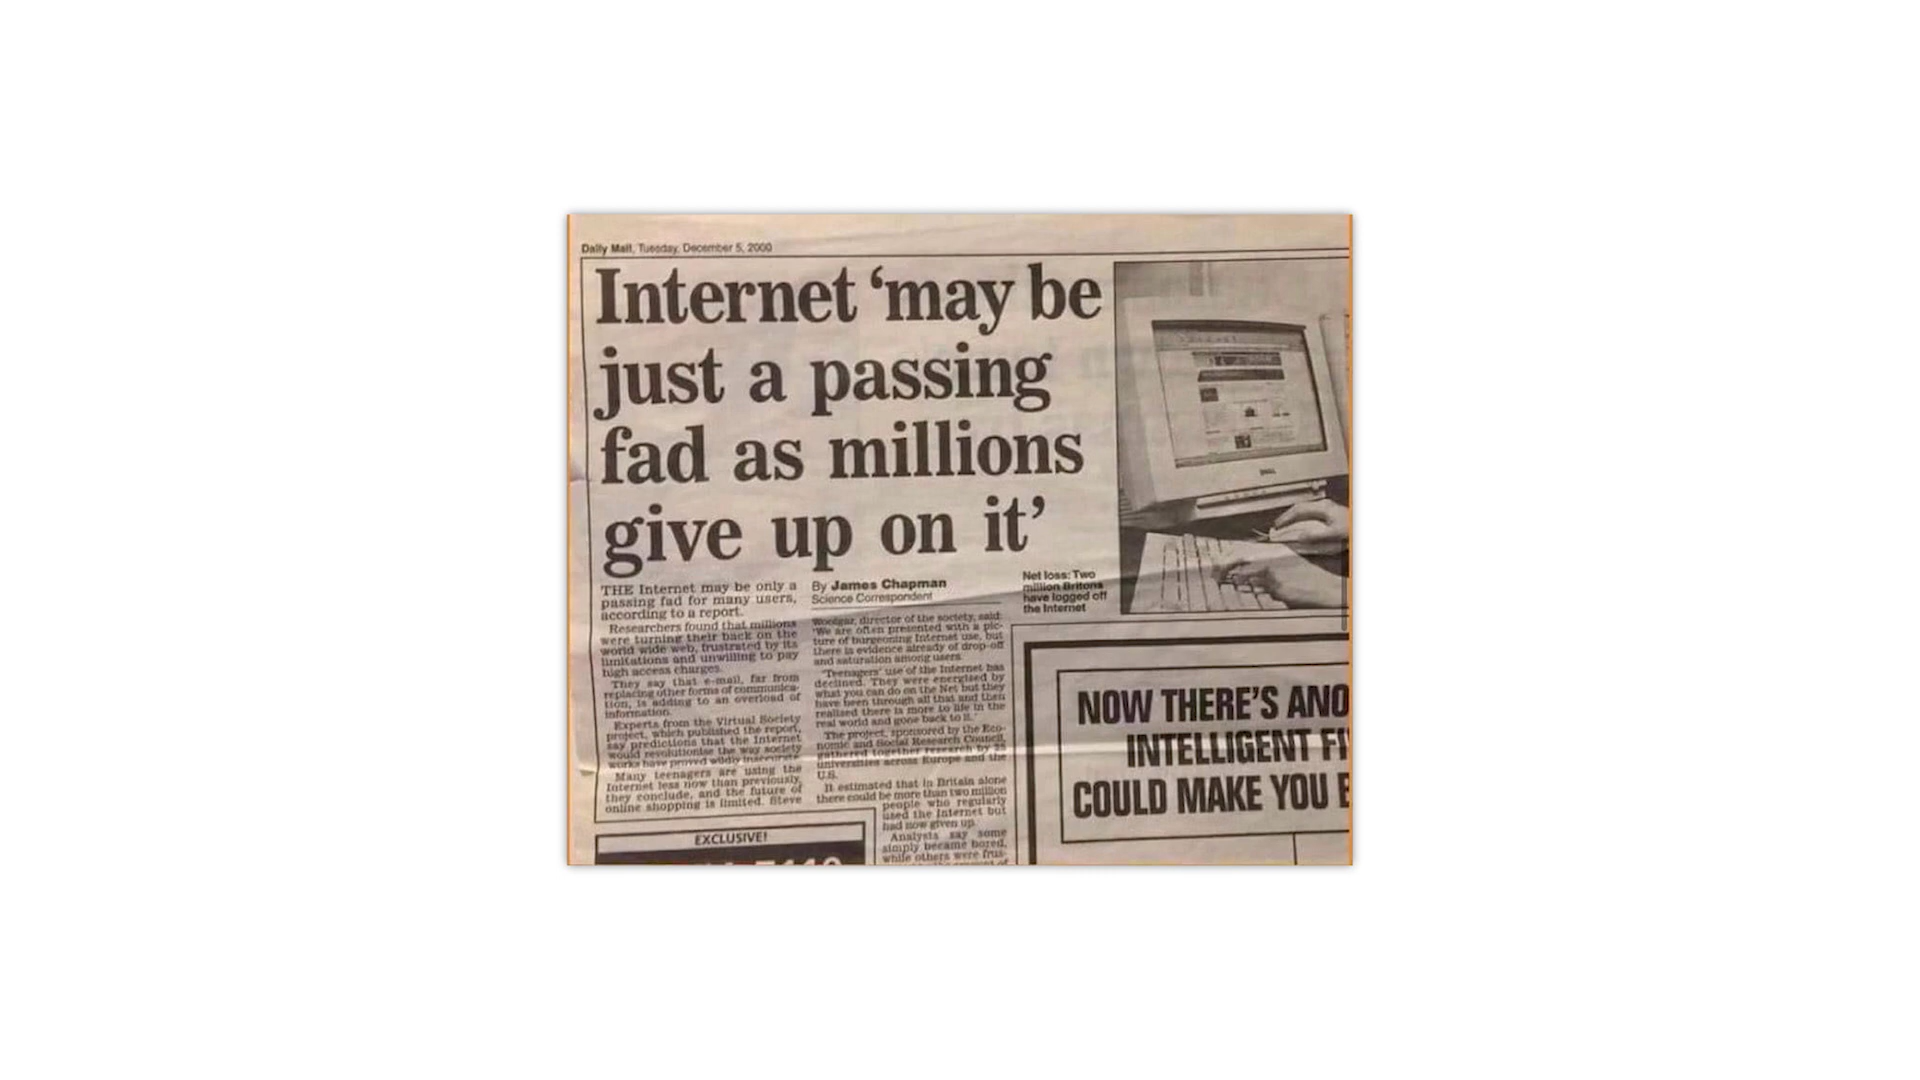 Daily Mail, Tuesday, December 5, 2000
Internet ‘may be
just a passing
fad as millions
give up on it’
THE Internet may be only a
passing fad for many users,
according to a report.
Researchers found that millions
were turning their back on the
world wide web, frustrated by its
limitations and unwilling to pay
high access charges.
They say that e-mail, far from
replacing other forms of communica-
tion, is adding to an overload of
information.
Experts from the Virtual Society
project, which published the report,
say predictions that the Internet
would revolutionise the way society
works have proved wildly inaccurate.
Many teenagers are using the
Internet less now than previously,
they conclude, and the future of
online shopping is limited. Steve
By James Chapman
Science Correspondent
Woolgar, director of the society, said:
‘We are often presented with a pic-
ture of burgeoning Internet use, but
there is evidence already of drop-off
and saturation among users.
‘Teenagers’ use of the Internet has
declined. They were energised by
what you can do on the Net but they
have been through all that and then
realised there is more to life in the
real world and gone back to it.’
The project, sponsored by the Eco-
nomic and Social Research Council,
gathered together research by 25
universities across Europe and the
U.S.
It estimated that in Britain alone
there could be more than two million
people who regularly
used the Internet but
had now given up.
Analysts say some
simply became bored,
while others were frus-
Net loss: Two
million Britons
have logged off
the Internet
DELL
EXCLUSIVE!
NOW THERE’S ANO
INTELLIGENT FI
COULD MAKE YOU